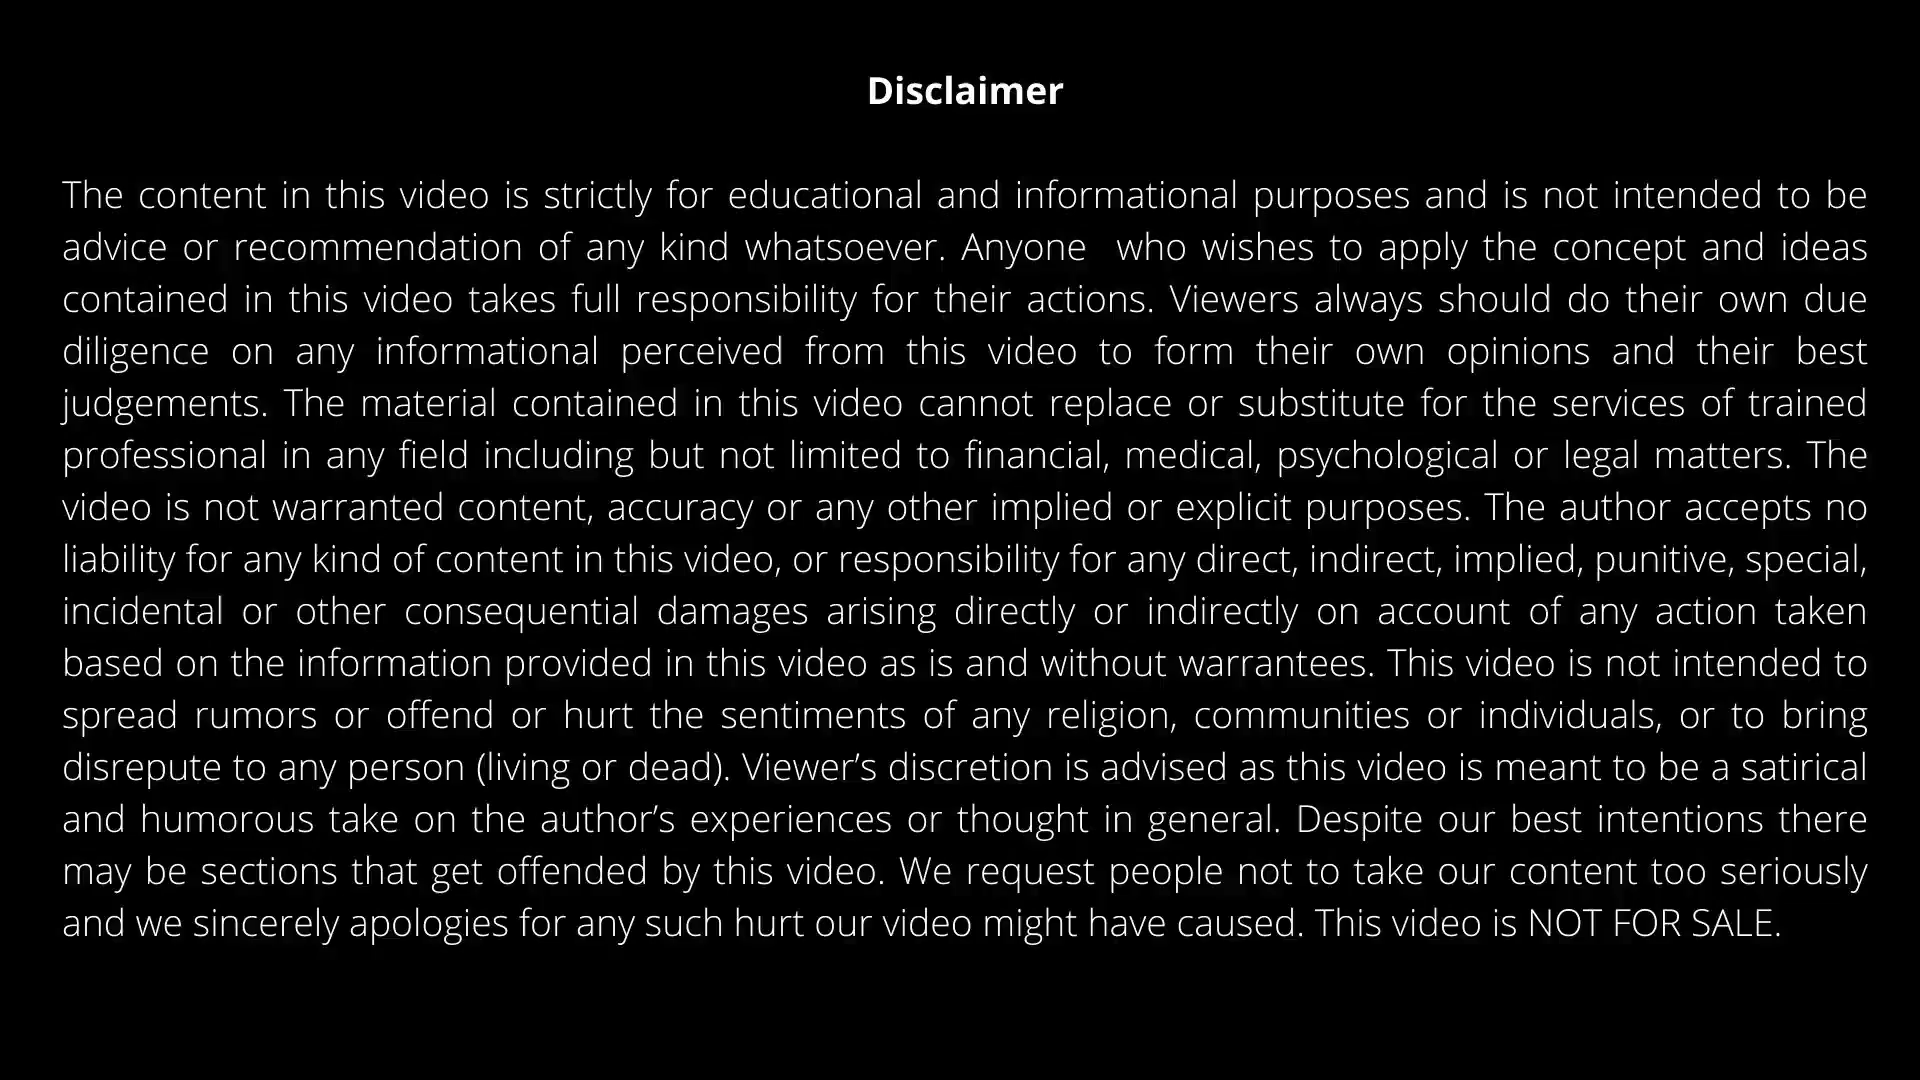 Disclaimer
The content in this video is strictly for educational and informational purposes and is not intended to be
advice or recommendation of any kind whatsoever. Anyone  who wishes to apply the concept and ideas
contained in this video takes full responsibility for their actions. Viewers always should do their own due
diligence on any informational perceived from this video to form their own opinions and their best
judgements. The material contained in this video cannot replace or substitute for the services of trained
professional in any field including but not limited to financial, medical, psychological or legal matters. The
video is not warranted content, accuracy or any other implied or explicit purposes. The author accepts no
liability for any kind of content in this video, or responsibility for any direct, indirect, implied, punitive, special,
incidental or other consequential damages arising directly or indirectly on account of any action taken
based on the information provided in this video as is and without warrantees. This video is not intended to
spread rumors or offend or hurt the sentiments of any religion, communities or individuals, or to bring
disrepute to any person (living or dead). Viewer’s discretion is advised as this video is meant to be a satirical
and humorous take on the author’s experiences or thought in general. Despite our best intentions there
may be sections that get offended by this video. We request people not to take our content too seriously
and we sincerely apologies for any such hurt our video might have caused. This video is NOT FOR SALE.